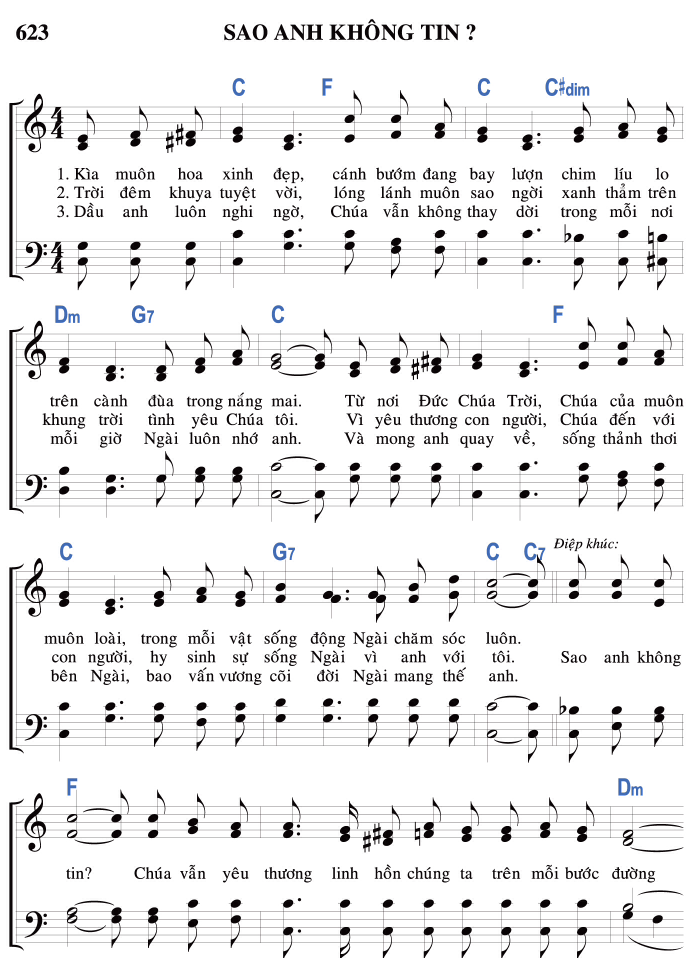 623 SAO ANH KHÔNG TIN ?
C F C C#dim
1. Kìa muôn hoa xinh đẹp, cánh bướm đang bay lượn chim líu lo
2. Trời đêm khuya tuyệt vời, lóng lánh muôn sao ngời xanh thảm trên
3. Dầu anh luôn nghi ngờ, Chúa vẫn không thay dời trong mỗi nơi
Dm G7 C F
trên cành đùa trong nắng mai. Từ nơi Đức Chúa Trời, Chúa của muôn
khung trời tình yêu Chúa tôi. Vì yêu thương con người, Chúa đến với
mỗi giờ Ngài luôn nhớ anh. Và mong anh quay về, sống thảnh thơi
C G7 C C7 Điệp khúc:
muôn loài, trong mỗi vật sống động Ngài chăm sóc luôn.
con người, hy sinh sự sống Ngài vì anh với tôi. Sao anh không
bên Ngài, bao vấn vương cõi đời Ngài mang thế anh.
F Dm
tin? Chúa vẫn yêu thương linh hồn chúng ta trên mỗi bước đường